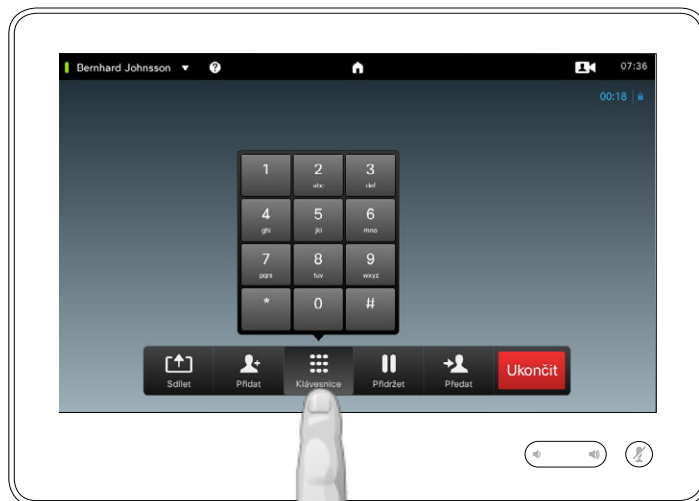 Bernhard Johnsson ▼ ? 07:36
00:18
1 2 3
abc def
4 5 6
ghi jkl mno
7 8 9
pqrs tuv wxyz
* 0 #
Sdílet Přidat Klávesnice Přidržet Předat Ukončit